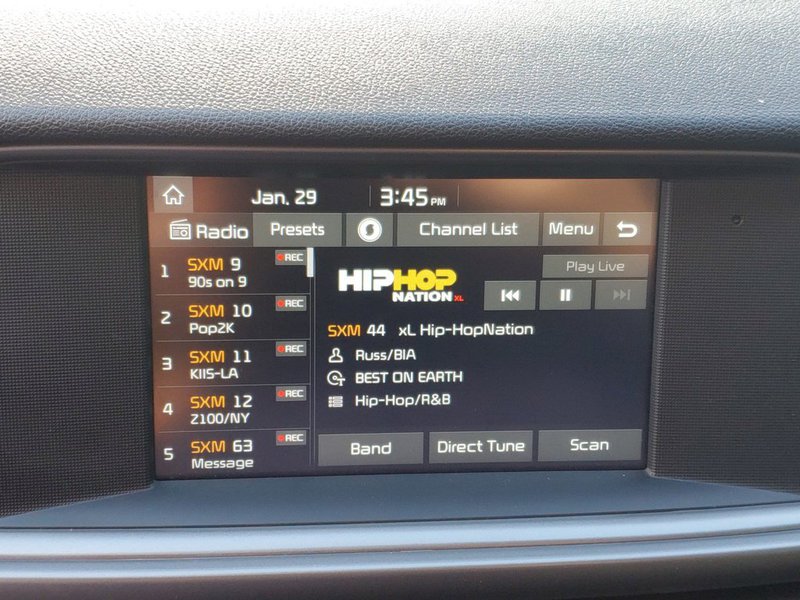 Jan. 29 3:45 PM
Radio Presets Channel List Menu
1 SXM 9 REC
90s on 9
2 SXM 10 REC
Pop2K
3 SXM 11 REC
KIIS-LA
4 SXM 12 REC
Z100/NY
5 SXM 63 REC
Message
Play Live
HIPHOP
NATION XL
SXM 44 xL Hip-HopNation
Russ/BIA
BEST ON EARTH
Hip-Hop/R&B
Band Direct Tune Scan